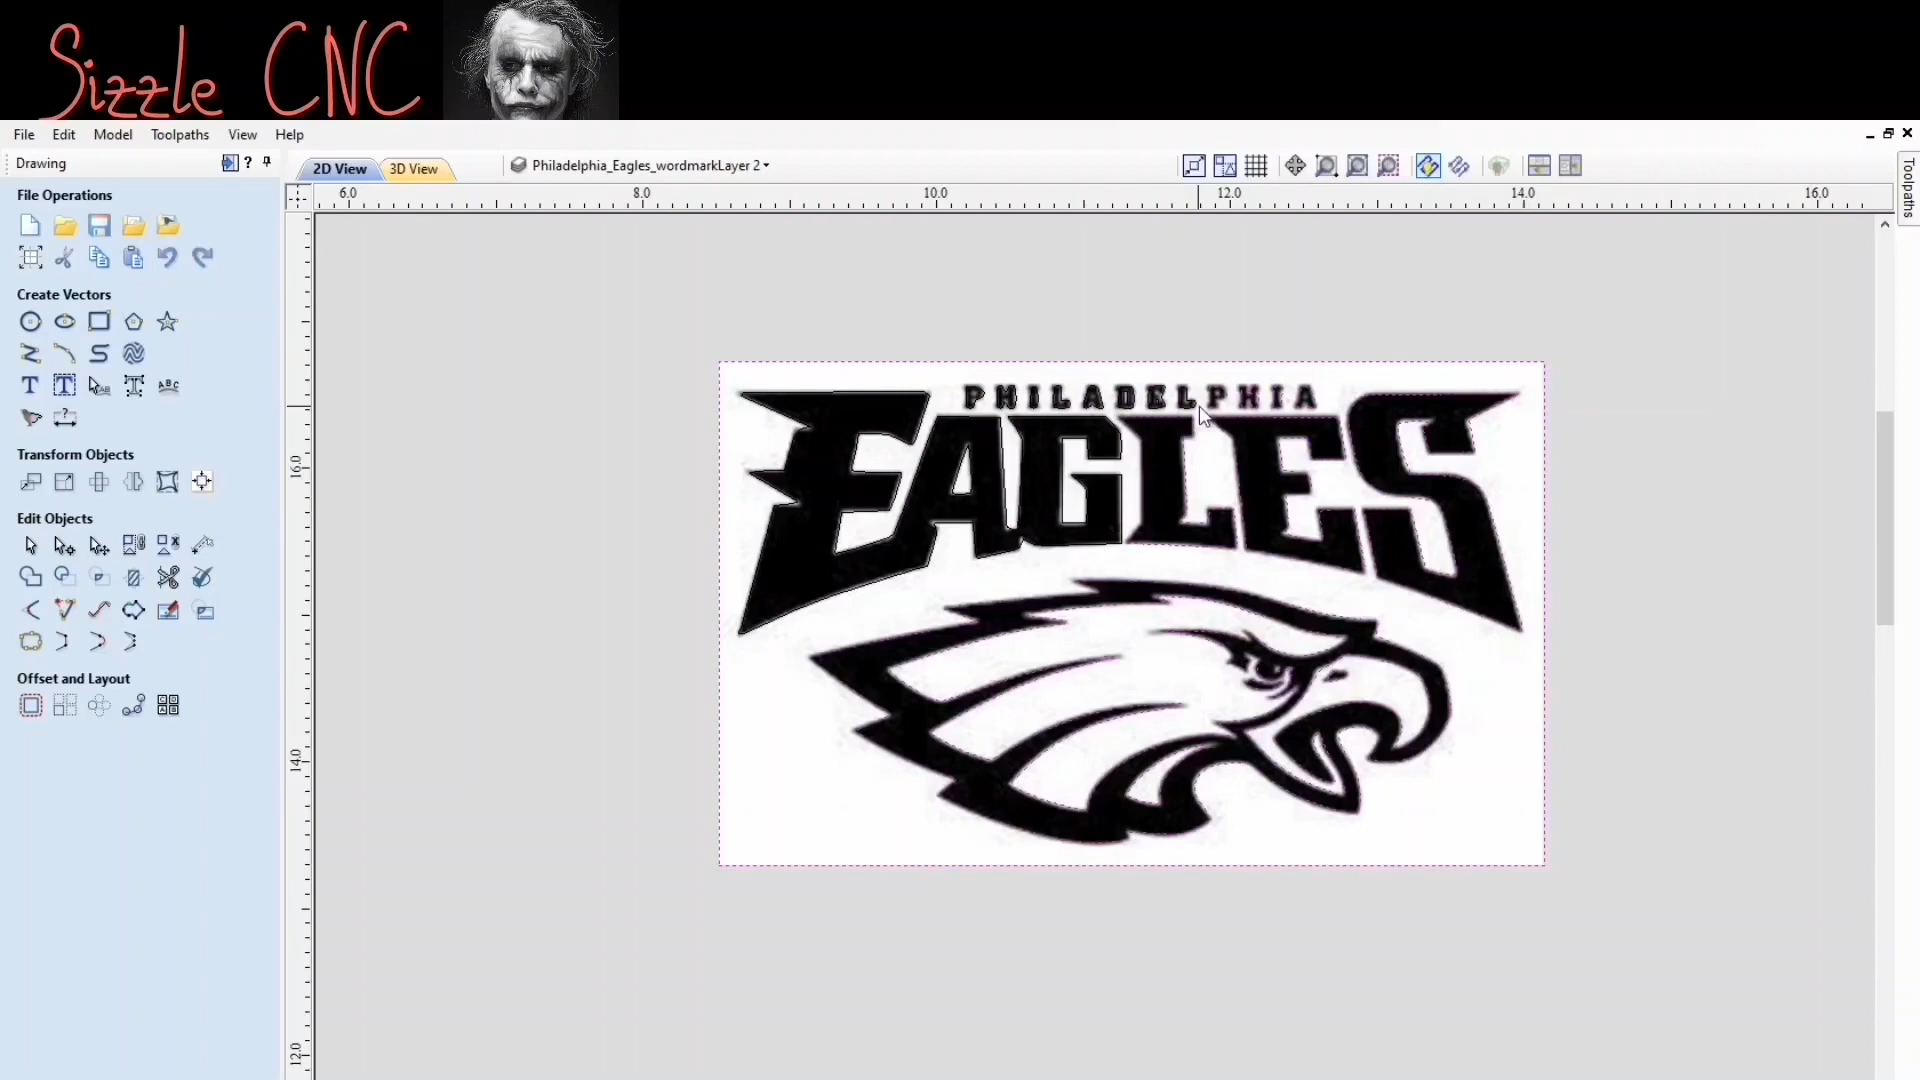 Sizzle CNC
File Edit Model Toolpaths View Help
Drawing ?
2D View 3D View Philadelphia_Eagles_wordmarkLayer 2
Toolpaths
6.0 8.0 10.0 12.0 14.0 16.0
File Operations
Create Vectors
T T T ABC
Transform Objects
Edit Objects
Offset and Layout
16.0
14.0
12.0
PHILADELPHIA
EAGLES